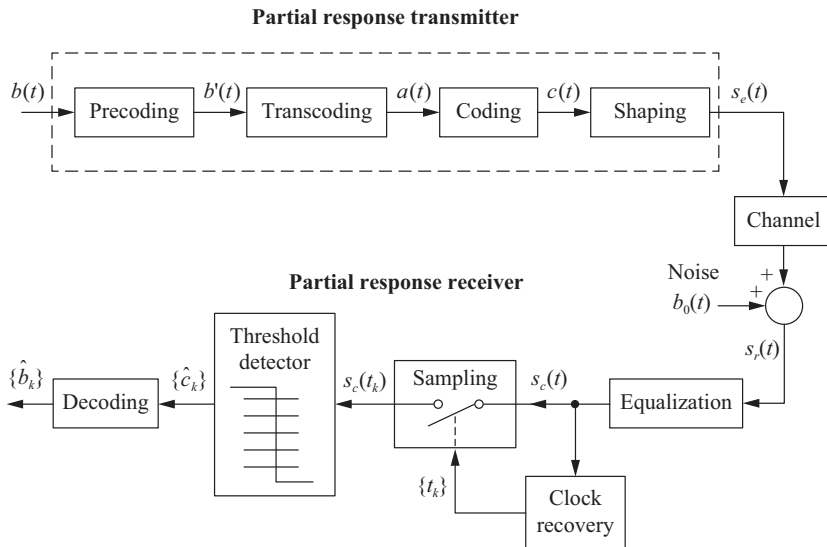 Partial response transmitter
b(t)
Precoding
b'(t)
Transcoding
a(t)
Coding
c(t)
Shaping
s_e(t)
Channel
Noise
b_0(t)
+
+
s_r(t)
Partial response receiver
{b̂_k}
Decoding
{ĉ_k}
Threshold
detector
s_c(t_k)
Sampling
s_c(t)
Equalization
{t_k}
Clock
recovery